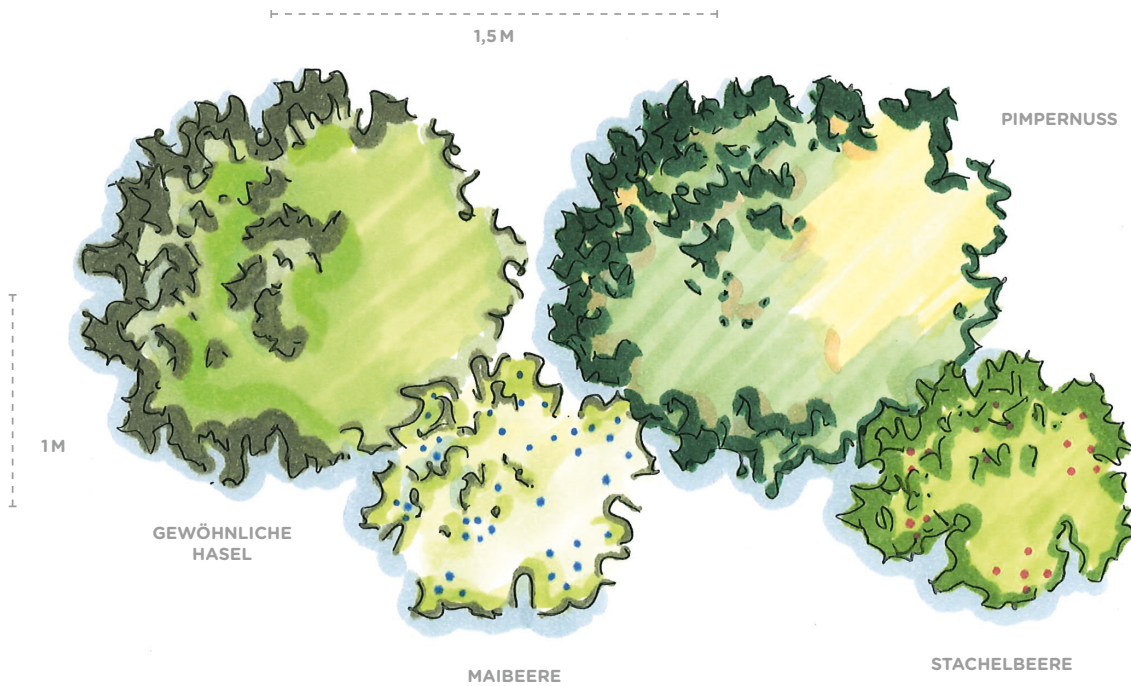 1,5 M
PIMPERNUSS
1 M
GEWÖHNLICHE
HASEL
MAIBEERE
STACHELBEERE